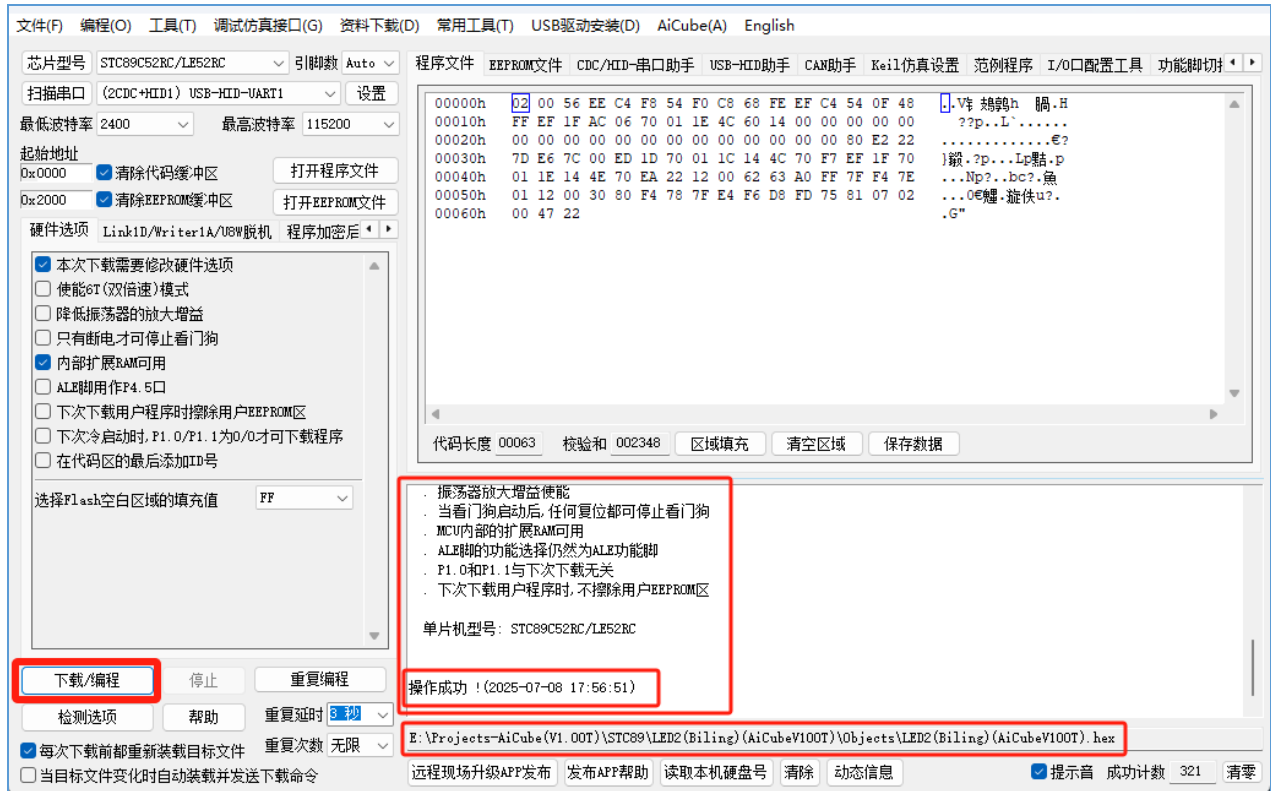 文件(F) 编程(O) 工具(T) 调试仿真接口(G) 资料下载(D) 常用工具(T) USB驱动安装(D) AiCube(A) English
芯片型号 STC89C52RC/LE52RC 引脚数 Auto
扫描串口 (2CDC+HID1) USB-HID-UART1 设置
最低波特率 2400 最高波特率 115200
起始地址
0x0000 清除代码缓冲区 打开程序文件
0x2000 清除EEPROM缓冲区 打开EEPROM文件
硬件选项 Link1D/Writer1A/U8W脱机 程序加密后
本次下载需要修改硬件选项
使能6T(双倍速)模式
降低振荡器的放大增益
只有断电才可停止看门狗
内部扩展RAM可用
ALE脚用作P4.5口
下次下载用户程序时擦除用户EEPROM区
下次冷启动时,P1.0/P1.1为0/0才可下载程序
在代码区的最后添加ID号
选择Flash空白区域的填充值 FF
下载/编程 停止 重复编程
检测选项 帮助 重复延时 3 秒
每次下载前都重新装载目标文件 重复次数 无限
当目标文件变化时自动装载并发送下载命令
程序文件 EEPROM文件 CDC/HID-串口助手 USB-HID助手 CAN助手 Keil仿真设置 范例程序 I/O口配置工具 功能脚切
00000h 02 00 56 EE C4 F8 54 F0 C8 68 FE EF C4 54 0F 48
00010h FF EF 1F AC 06 70 01 1E 4C 60 14 00 00 00 00 00 ??p..L`......
00020h 00 00 00 00 00 00 00 00 00 00 00 00 00 80 E2 22 .............€?
00030h 7D E6 7C 00 ED 1D 70 01 1C 14 4C 70 F7 EF 1F 70
00040h 01 1E 14 4E 70 EA 22 12 00 62 63 A0 FF 7F F4 7E ...Np?..bc?.魚
00050h 01 12 00 30 80 F4 78 7F E4 F6 D8 FD 75 81 07 02
00060h 00 47 22 .G"
代码长度 00063 校验和 002348 区域填充 清空区域 保存数据
. 振荡器放大增益使能
. 当看门狗启动后,任何复位都可停止看门狗
. MCU内部的扩展RAM可用
. ALE脚的功能选择仍然为ALE功能脚
. P1.0和P1.1与下次下载无关
. 下次下载用户程序时,不擦除用户EEPROM区
单片机型号: STC89C52RC/LE52RC
操作成功 !(2025-07-08 17:56:51)
E:\Projects-AiCube(V1.00T)\STC89\LED2(Biling)(AiCubeV100T)\Objects\LED2(Biling)(AiCubeV100T).hex
远程现场升级APP发布 发布APP帮助 读取本机硬盘号 清除 动态信息 提示音 成功计数 321 清零